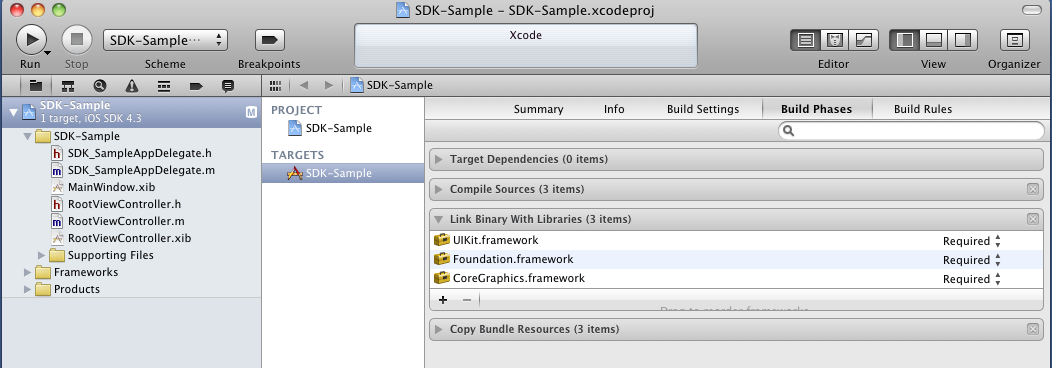 SDK-Sample – SDK-Sample.xcodeproj
Run
Stop
SDK-Sample···
Scheme
Breakpoints
Xcode
Editor
View
Organizer
SDK-Sample
SDK-Sample
1 target, iOS SDK 4.3
M
SDK-Sample
h SDK_SampleAppDelegate.h
m SDK_SampleAppDelegate.m
MainWindow.xib
h RootViewController.h
m RootViewController.m
RootViewController.xib
Supporting Files
Frameworks
Products
PROJECT
SDK-Sample
TARGETS
SDK-Sample
Summary Info Build Settings Build Phases Build Rules
Target Dependencies (0 items)
Compile Sources (3 items)
Link Binary With Libraries (3 items)
UIKit.framework Required
Foundation.framework Required
CoreGraphics.framework Required
+ −
Drag to reorder frameworks
Copy Bundle Resources (3 items)